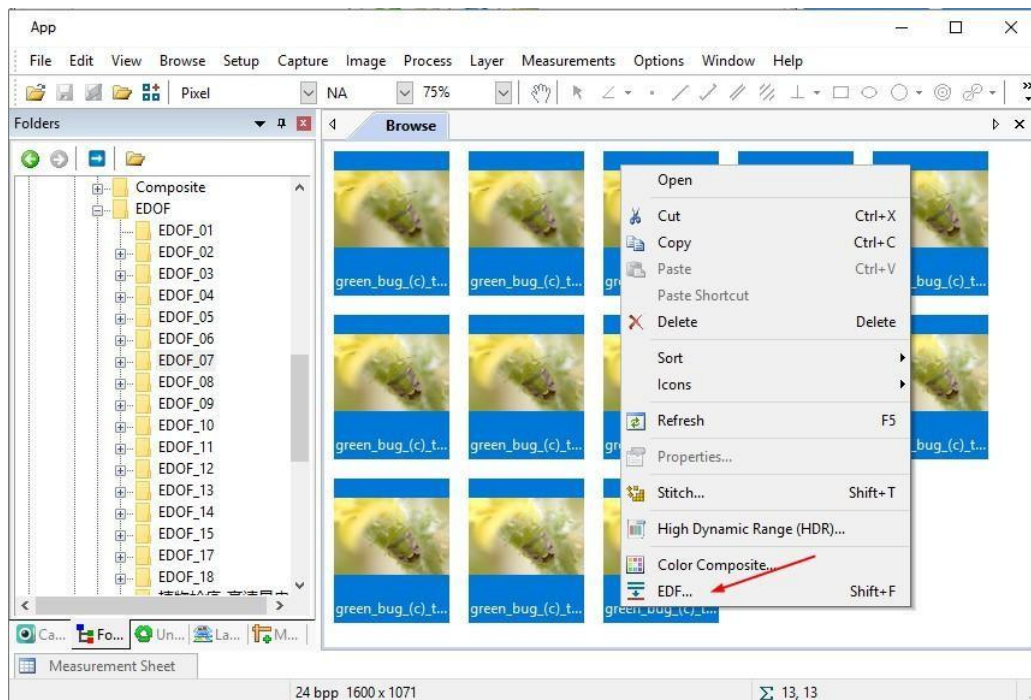 App
File Edit View Browse Setup Capture Image Process Layer Measurements Options Window Help
Pixel NA 75%
Folders
Browse
Composite
EDOF
EDOF_01
EDOF_02
EDOF_03
EDOF_04
EDOF_05
EDOF_06
EDOF_07
EDOF_08
EDOF_09
EDOF_10
EDOF_11
EDOF_12
EDOF_13
EDOF_14
EDOF_15
EDOF_17
EDOF_18
green_bug_(c)_t... green_bug_(c)_t... _bug_(c)_t...
green_bug_(c)_t... green_bug_(c)_t... _bug_(c)_t...
green_bug_(c)_t... green_bug_(c)_t... green_bug_(c)_t...
Open
Cut Ctrl+X
Copy Ctrl+C
Paste Ctrl+V
Paste Shortcut
Delete Delete
Sort
Icons
Refresh F5
Properties...
Stitch... Shift+T
High Dynamic Range (HDR)...
Color Composite...
EDF... Shift+F
Ca... Fo... Un... La... M...
Measurement Sheet
24 bpp 1600 x 1071 Σ 13, 13